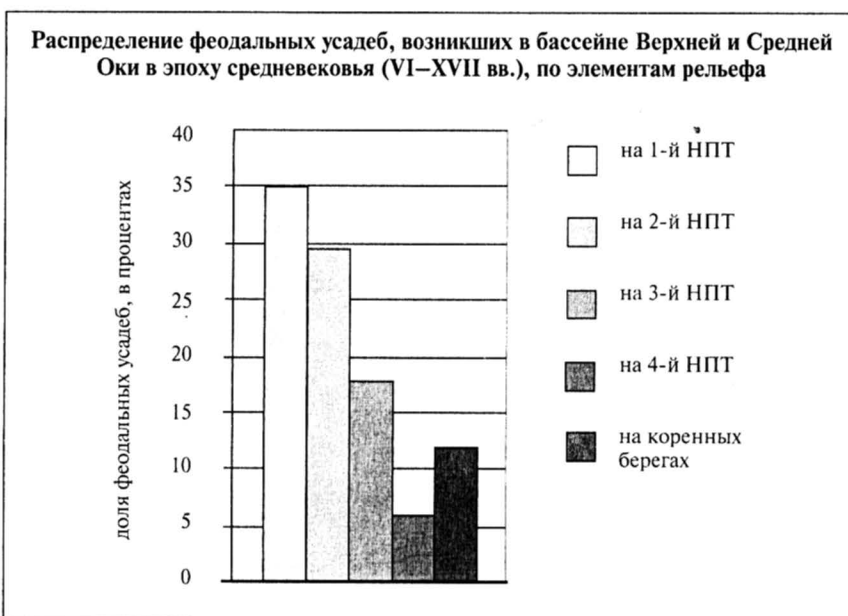 Распределение феодальных усадеб, возникших в бассейне Верхней и Средней
Оки в эпоху средневековья (VI–XVII вв.), по элементам рельефа
доля феодальных усадеб, в процентах
40
35
30
25
20
15
10
5
0
на 1-й НПТ
на 2-й НПТ
на 3-й НПТ
на 4-й НПТ
на коренных
берегах